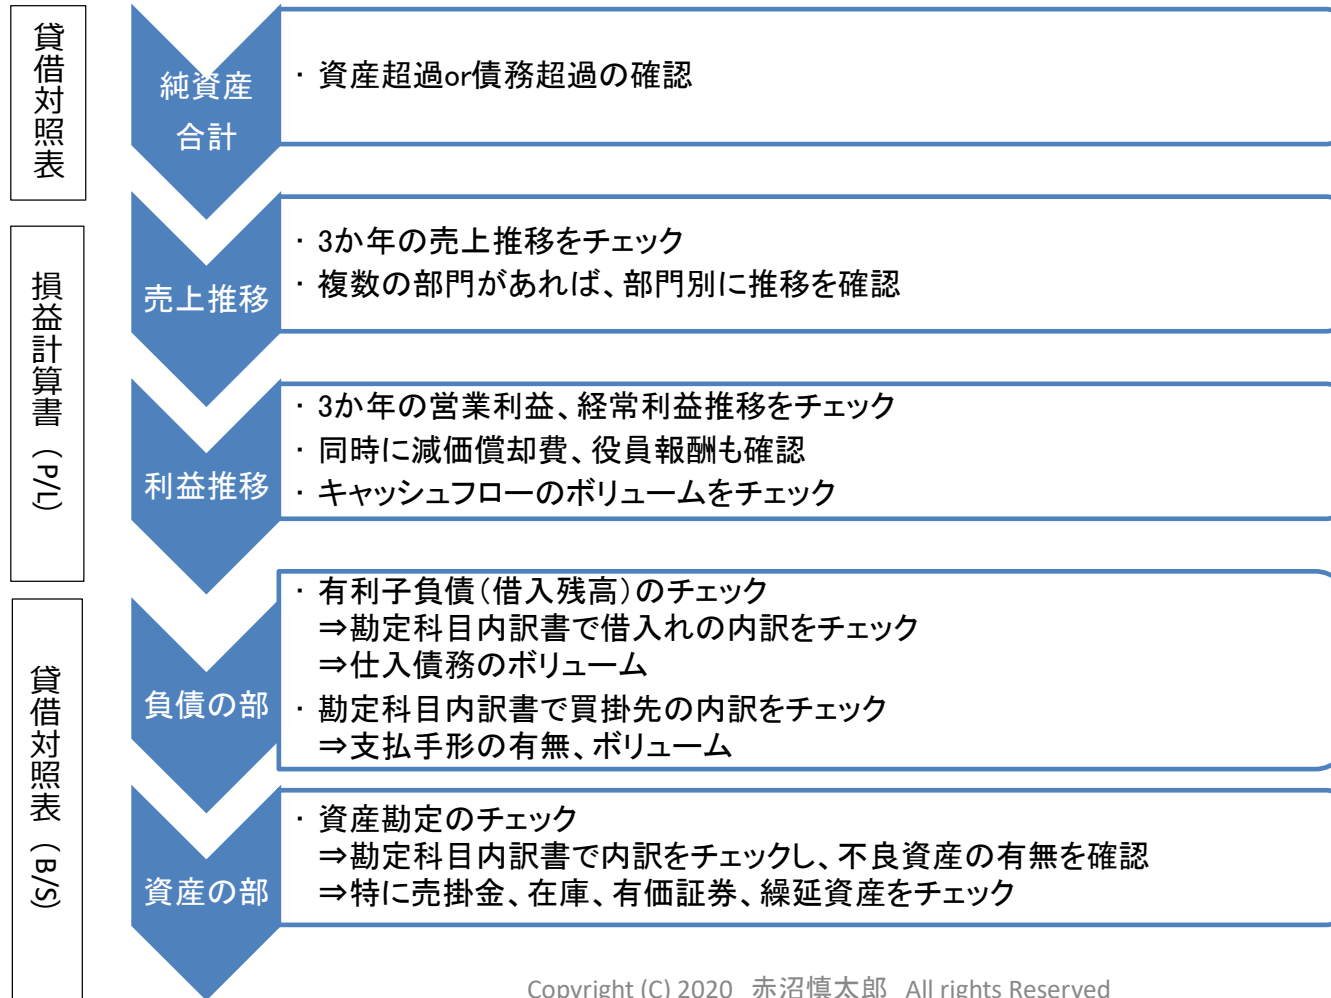 貸借対照表
純資産
合計
・ 資産超過or債務超過の確認
損益計算書（P/L）
売上推移
・ 3か年の売上推移をチェック
・ 複数の部門があれば、部門別に推移を確認
利益推移
・ 3か年の営業利益、経常利益推移をチェック
・ 同時に減価償却費、役員報酬も確認
・ キャッシュフローのボリュームをチェック
貸借対照表（B/S）
負債の部
・ 有利子負債（借入残高）のチェック
⇒勘定科目内訳書で借入れの内訳をチェック
⇒仕入債務のボリューム
・ 勘定科目内訳書で買掛先の内訳をチェック
⇒支払手形の有無、ボリューム
資産の部
・ 資産勘定のチェック
⇒勘定科目内訳書で内訳をチェックし、不良資産の有無を確認
⇒特に売掛金、在庫、有価証券、繰延資産をチェック
Copyright (C) 2020 赤沼慎太郎 All rights Reserved